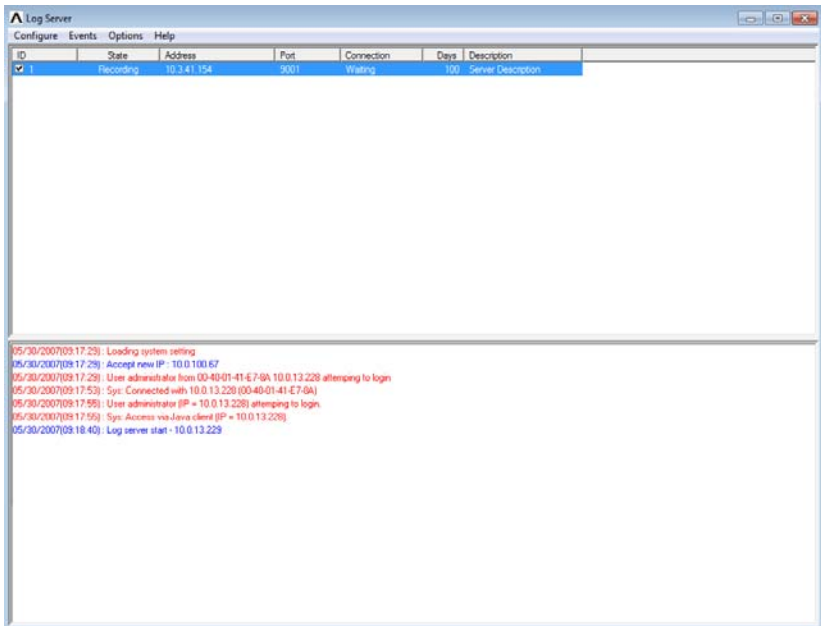 Log Server
Configure Events Options Help
ID State Address Port Connection Days Description
1 Recording 10.3.41.154 9001 Waiting 100 Server Description
05/30/2007(09:17:29) : Loading system setting
05/30/2007(09:17:29) : Accept new IP : 10.0.100.67
05/30/2007(09:17:29) : User administrator from 00-40-01-41-E7-8A 10.0.13.228 attemping to login
05/30/2007(09:17:53) : Sys: Connected with 10.13.228 (00-40-01-41-E7-8A)
05/30/2007(09:17:55) : User administrator (IP = 10.0.13.228) attemping to login.
05/30/2007(09:17:55) : Sys: Access via Java client (IP = 10.0.13.228).
05/30/2007(09:18:40) : Log server start - 10.0.13.229